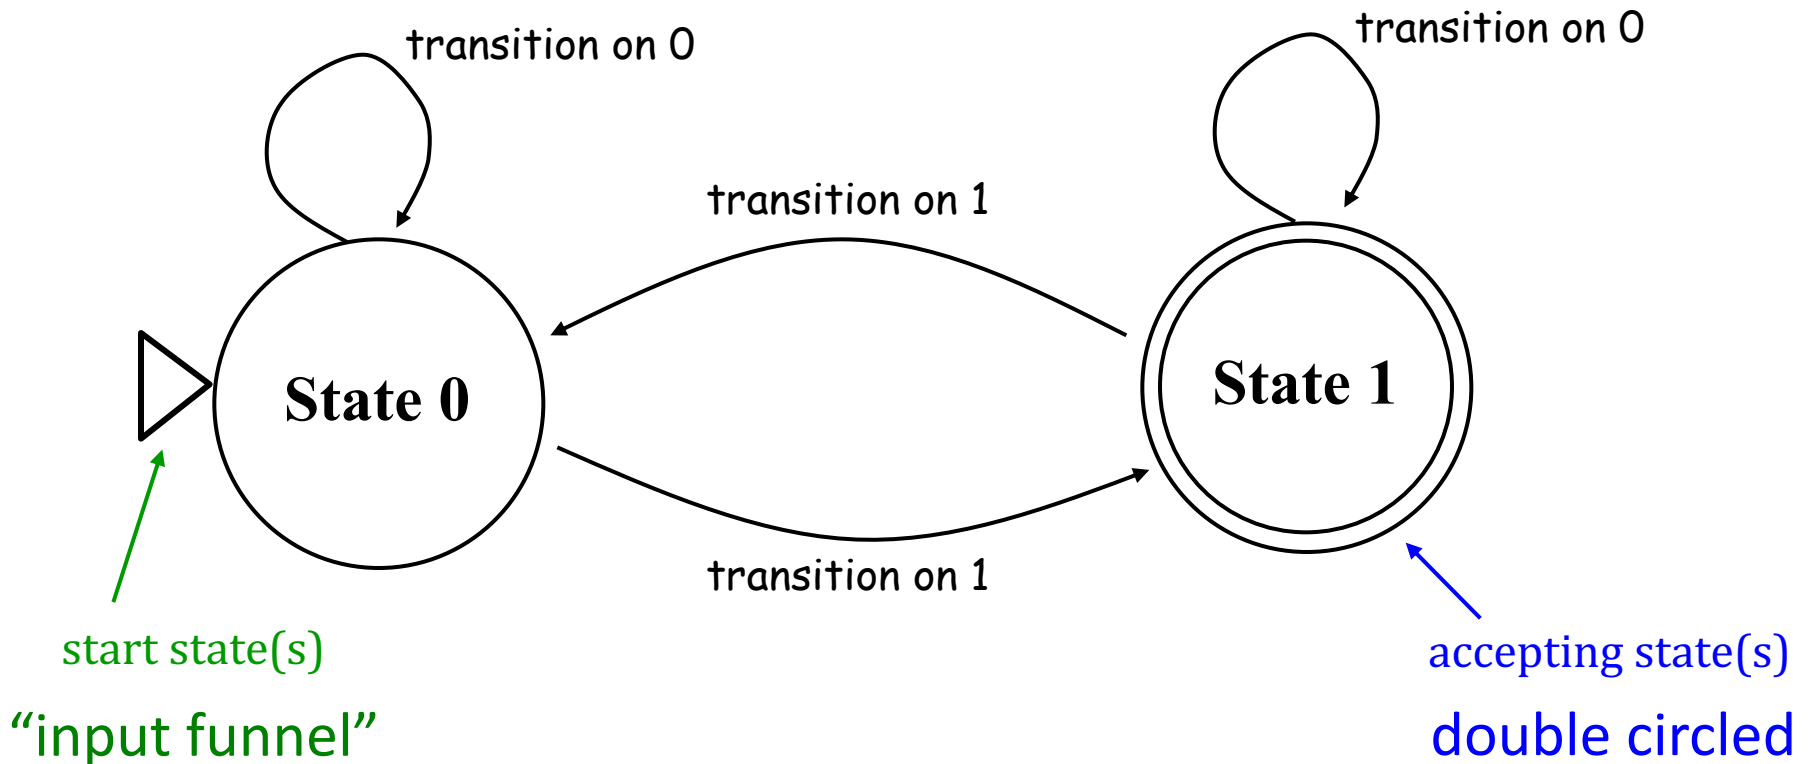 transition on 0
transition on 0
transition on 1
State 0
State 1
transition on 1
start state(s)
accepting state(s)
“input funnel”
double circled